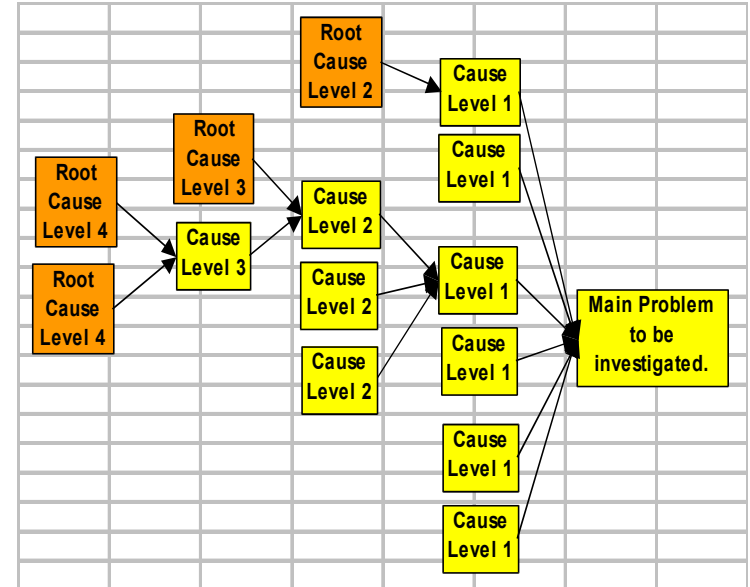 Root
Cause
Level 2
Cause
Level 1
Root
Cause
Level 3
Cause
Level 1
Root
Cause
Level 4
Cause
Level 2
Cause
Level 3
Cause
Level 1
Root
Cause
Level 4
Cause
Level 2
Main Problem
to be
investigated.
Cause
Level 1
Cause
Level 2
Cause
Level 1
Cause
Level 1